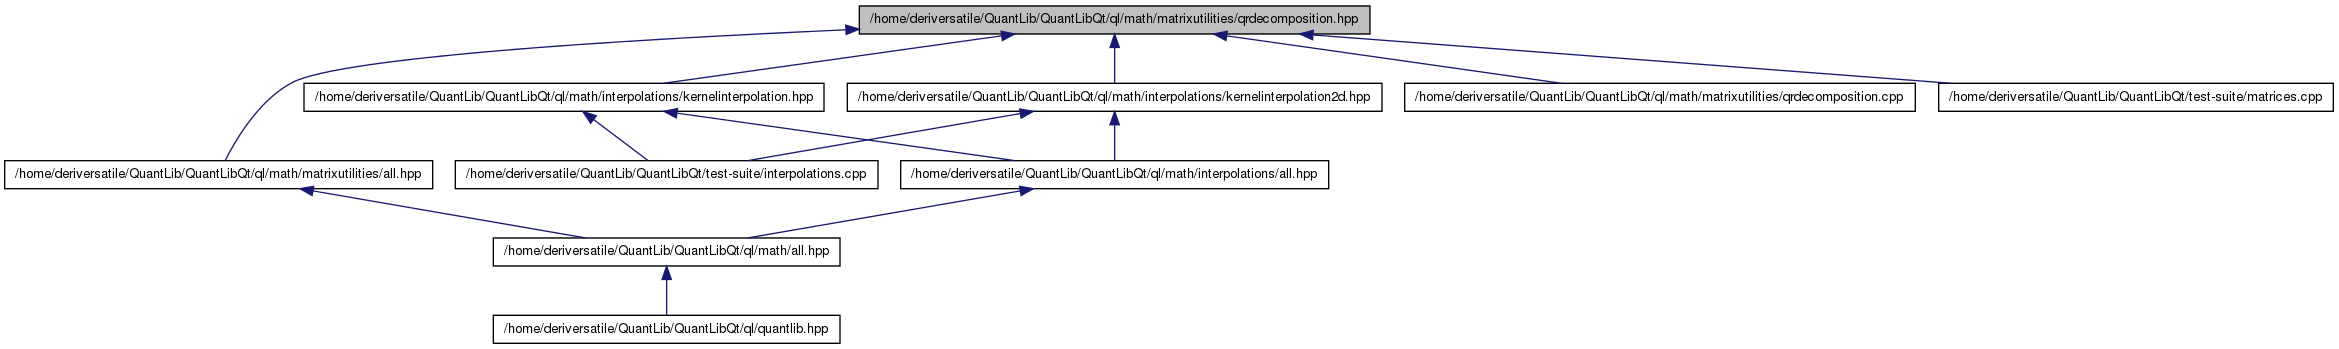 /home/deriversatile/QuantLib/QuantLibQt/ql/math/matrixutilities/qrdecomposition.hpp
/home/deriversatile/QuantLib/QuantLibQt/ql/math/interpolations/kernelinterpolation.hpp
/home/deriversatile/QuantLib/QuantLibQt/ql/math/interpolations/kernelinterpolation2d.hpp
/home/deriversatile/QuantLib/QuantLibQt/ql/math/matrixutilities/qrdecomposition.cpp
/home/deriversatile/QuantLib/QuantLibQt/test-suite/matrices.cpp
/home/deriversatile/QuantLib/QuantLibQt/ql/math/matrixutilities/all.hpp
/home/deriversatile/QuantLib/QuantLibQt/test-suite/interpolations.cpp
/home/deriversatile/QuantLib/QuantLibQt/ql/math/interpolations/all.hpp
/home/deriversatile/QuantLib/QuantLibQt/ql/math/all.hpp
/home/deriversatile/QuantLib/QuantLibQt/ql/quantlib.hpp